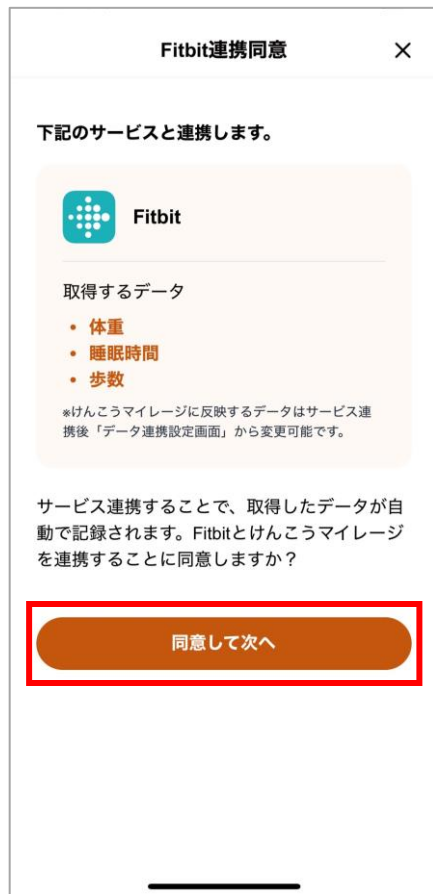 Fitbit連携同意 ×
下記のサービスと連携します。
Fitbit
取得するデータ
• 体重
• 睡眠時間
• 歩数
*けんこうマイレージに反映するデータはサービス連
携後「データ連携設定画面」から変更可能です。
サービス連携することで、取得したデータが自
動で記録されます。Fitbitとけんこうマイレージ
を連携することに同意しますか？
同意して次へ